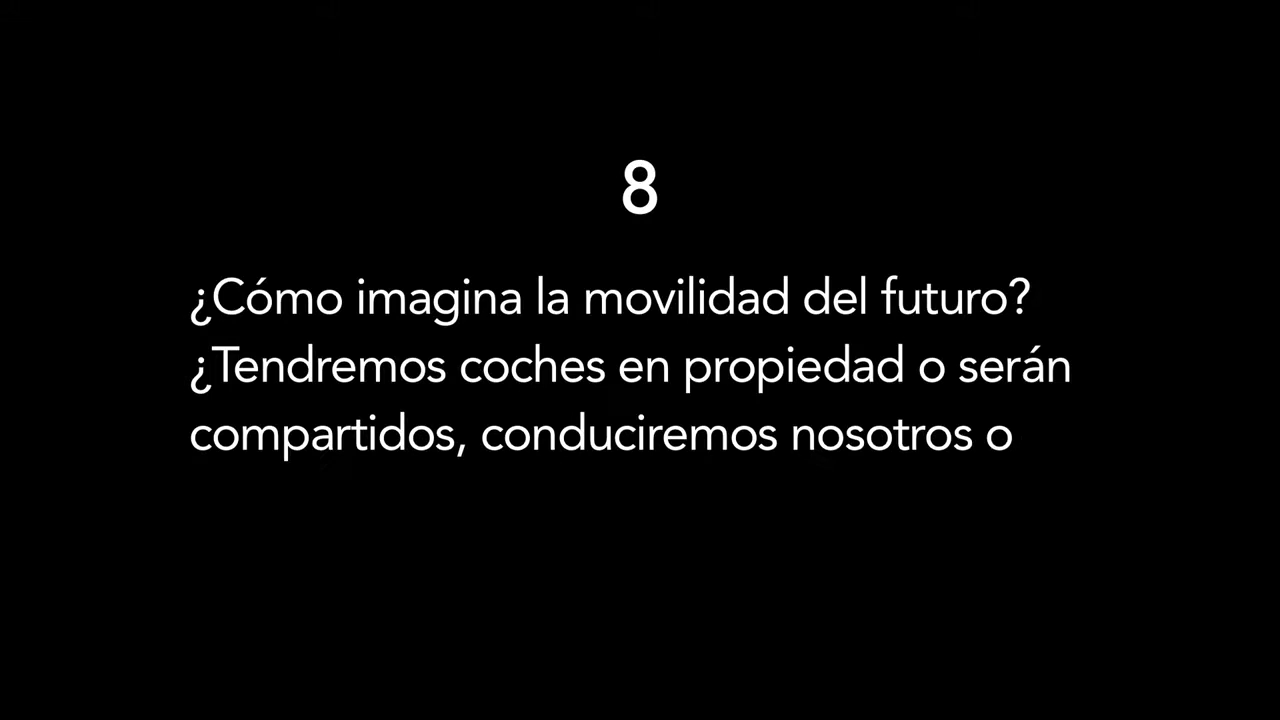 8
¿Cómo imagina la movilidad del futuro?
¿Tendremos coches en propiedad o serán
compartidos, conduciremos nosotros o